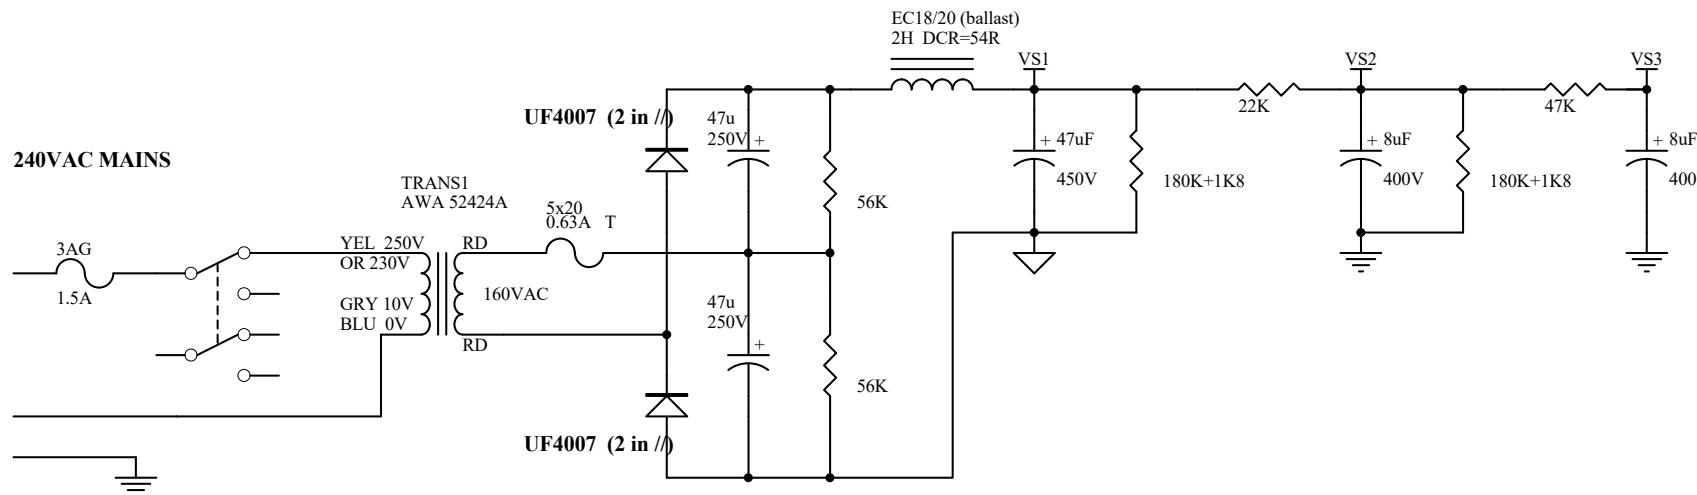 EC18/20 (ballast)
2H DCR=54R
VS1
VS2
VS3
UF4007 (2 in //)
47u
250V
+
22K
47K
+ 47uF
450V
+ 8uF
400V
+ 8uF
400
240VAC MAINS
180K+1K8
180K+1K8
TRANS1
AWA 52424A
5x20
0.63A T
56K
3AG
1.5A
YEL 250V
OR 230V
RD
GRY 10V
BLU 0V
160VAC
RD
47u
250V
+
56K
UF4007 (2 in //)